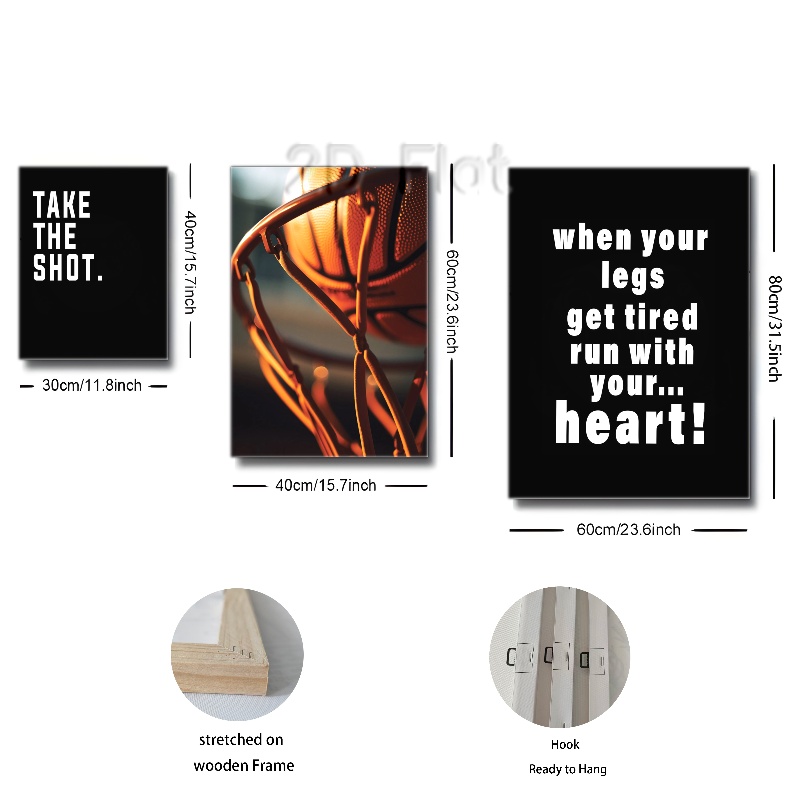 2D Flat
TAKE
THE
SHOT.
40cm/15.7inch
30cm/11.8inch
60cm/23.6inch
40cm/15.7inch
when your
legs
get tired
run with
your...
heart!
80cm/31.5inch
60cm/23.6inch
stretched on
wooden Frame
Hook
Ready to Hang